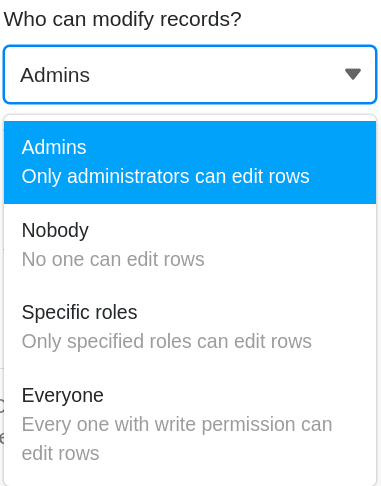 Who can modify records?
Admins
Admins
Only administrators can edit rows
Nobody
No one can edit rows
Specific roles
Only specified roles can edit rows
Everyone
Every one with write permission can
edit rows